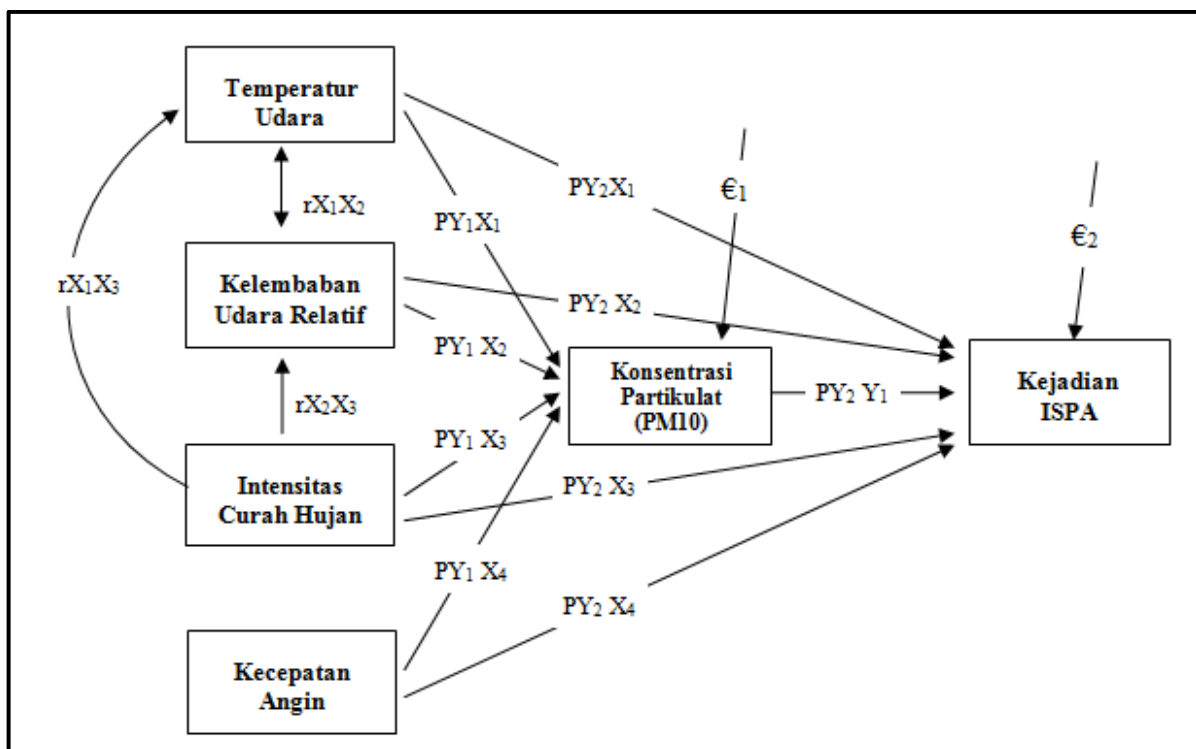 Temperatur
Udara
PY₂X₁
€₁
rX₁X₂
PY₁X₁
€₂
rX₁X₃
Kelembaban
Udara Relatif
PY₂ X₂
PY₁ X₂
Konsentrasi
Partikulat
(PM10)
PY₂ Y₁
Kejadian
ISPA
rX₂X₃
PY₁ X₃
Intensitas
Curah Hujan
PY₂ X₃
PY₁ X₄
PY₂ X₄
Kecepatan
Angin